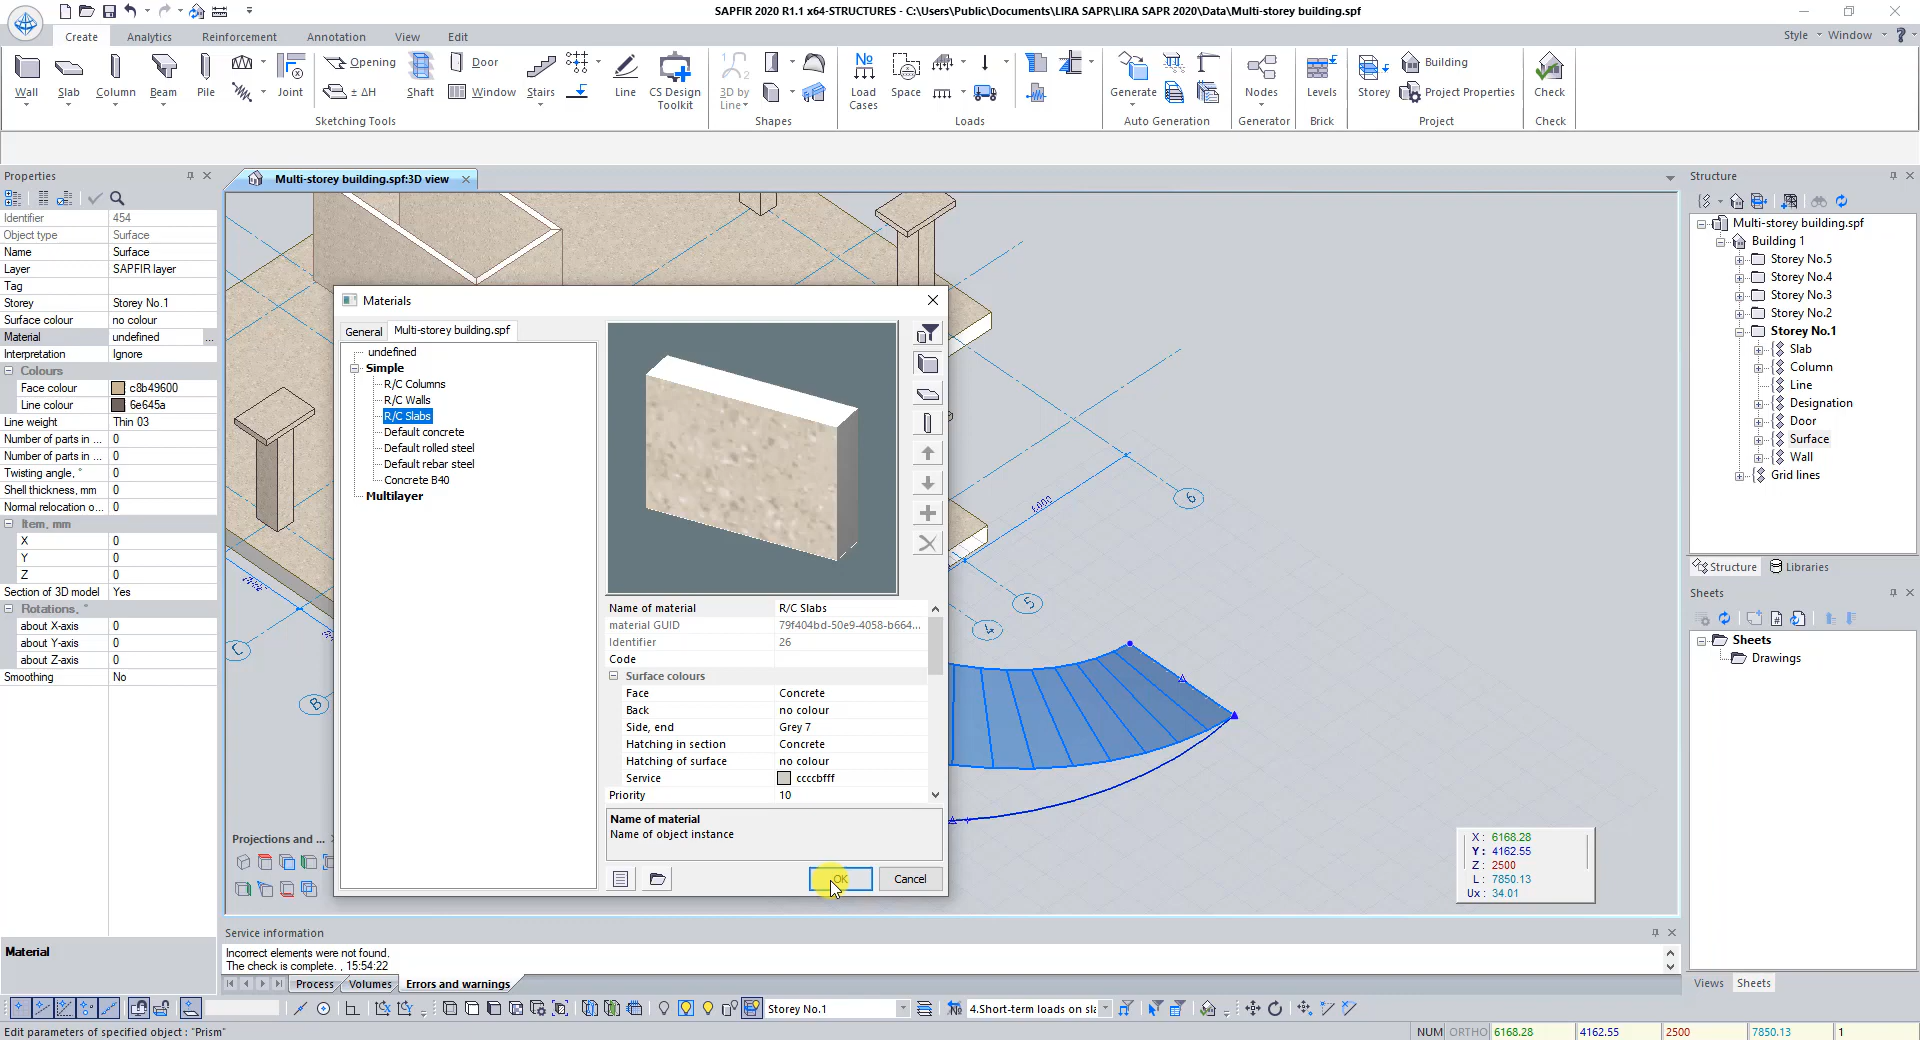 SAPFIR 2020 R1.1 x64-STRUCTURES - C:\Users\Public\Documents\LIRA SAPR\LIRA SAPR 2020\Data\Multi-storey building.spf
Create Analytics Reinforcement Annotation View Edit
Style Window ?
Wall Slab Column Beam Pile Joint
Opening
± ΔH
Shaft
Door
Window
Stairs
Line
CS Design
Toolkit
3D by
Line
No
Load
Cases
Space
Generate
Nodes
Levels
Storey
Building
Project Properties
Check
Sketching Tools
Shapes
Loads
Auto Generation
Generator
Brick
Project
Check
Properties
Identifier 454
Object type Surface
Name Surface
Layer SAPFIR layer
Tag
Storey Storey No.1
Surface colour no colour
Material undefined ...
Interpretation Ignore
Colours
Face colour c8b49600
Line colour 6e645a
Line weight Thin 03
Number of parts in ... 0
Number of parts in ... 0
Twisting angle, ° 0
Shell thickness, mm 0
Normal relocation o... 0
Item, mm
X 0
Y 0
Z 0
Section of 3D model Yes
Rotations, °
about X-axis 0
about Y-axis 0
about Z-axis 0
Smoothing No
Material
Multi-storey building.spf:3D view
Materials
General
Multi-storey building.spf
undefined
Simple
R/C Columns
R/C Walls
R/C Slabs
Default concrete
Default rolled steel
Default rebar steel
Concrete B40
Multilayer
Name of material R/C Slabs
material GUID 79f404bd-50e9-4058-b664...
Identifier 26
Code
Surface colours
Face Concrete
Back no colour
Side, end Grey 7
Hatching in section Concrete
Hatching of surface no colour
Service ccccbfff
Priority 10
Name of material
Name of object instance
OK
Cancel
Projections and ...
C
B
6
5
4
X : 6168.28
Y : 4162.55
Z : 2500
L : 7850.13
Ux : 34.01
Structure
Multi-storey building.spf
Building 1
Storey No.5
Storey No.4
Storey No.3
Storey No.2
Storey No.1
Slab
Column
Line
Designation
Door
Surface
Wall
Grid lines
Structure
Libraries
Sheets
Sheets
Drawings
Views
Sheets
Service information
Incorrect elements were not found.
The check is complete. , 15:54:22
Process Volumes Errors and warnings
Storey No.1
4.Short-term loads on sl
Edit parameters of specified object : "Prism"
NUM ORTHO 6168.28 4162.55 2500 7850.13 1